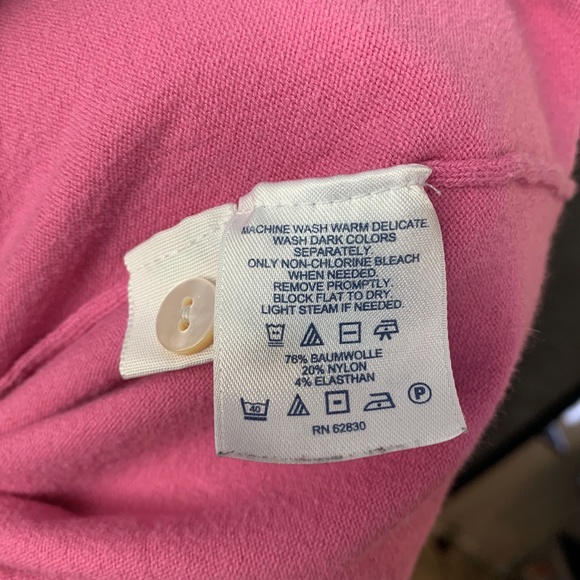 MACHINE WASH WARM DELICATE.
WASH DARK COLORS
SEPARATELY.
ONLY NON-CHLORINE BLEACH
WHEN NEEDED.
REMOVE PROMPTLY.
BLOCK FLAT TO DRY.
LIGHT STEAM IF NEEDED.
76% BAUMWOLLE
20% NYLON
4% ELASTHAN
40 P
RN 62830